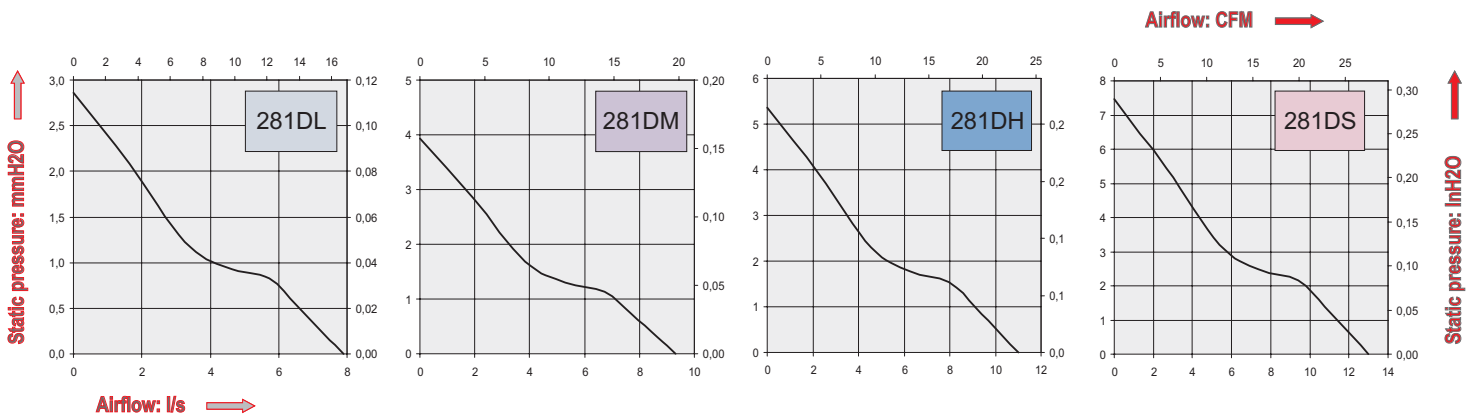 Airflow: CFM
0 2 4 6 8 10 12 14 16
3,0 2,5 2,0 1,5 1,0 0,5 0,0
281DL
0,12 0,10 0,08 0,06 0,04 0,02 0,00
0 2 4 6 8
0 5 10 15 20
5 4 3 2 1 0
281DM
0,20 0,15 0,10 0,05 0,00
0 2 4 6 8 10
0 5 10 15 20 25
6 5 4 3 2 1 0
281DH
0,2 0,2 0,1 0,1 0,0
0 2 4 6 8 10 12
0 5 10 15 20 25
8 7 6 5 4 3 2 1 0
281DS
0,30 0,25 0,20 0,15 0,10 0,05 0,00
0 2 4 6 8 10 12 14
Static pressure: mmH2O
Static pressure: InH2O
Airflow: l/s